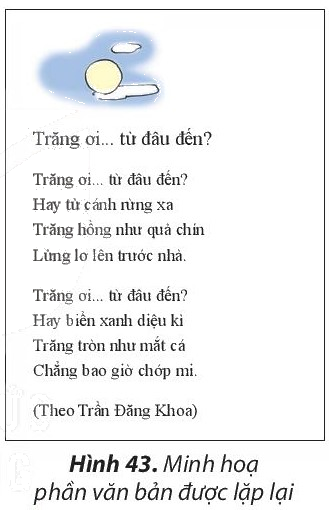 Trăng ơi... từ đâu đến?
Trăng ơi... từ đâu đến?
Hay từ cánh rừng xa
Trăng hồng như quả chín
Lửng lơ lên trước nhà.
Trăng ơi... từ đâu đến?
Hay biển xanh diệu kì
Trăng tròn như mắt cá
Chẳng bao giờ chớp mi.
(Theo Trần Đăng Khoa)
Hình 43. Minh hoạ
phần văn bản được lặp lại